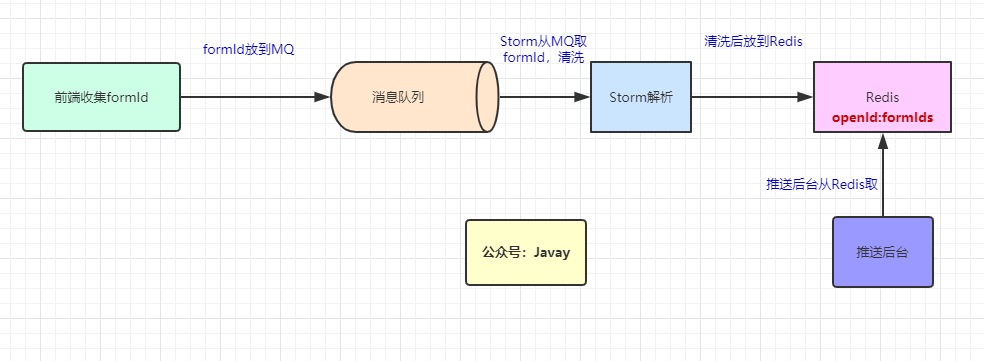 formId放到MQ
Storm从MQ取
formId，清洗
清洗后放到Redis
前端收集formId
消息队列
Storm解析
Redis
openId:formIds
推送后台从Redis取
公众号：Javay
推送后台